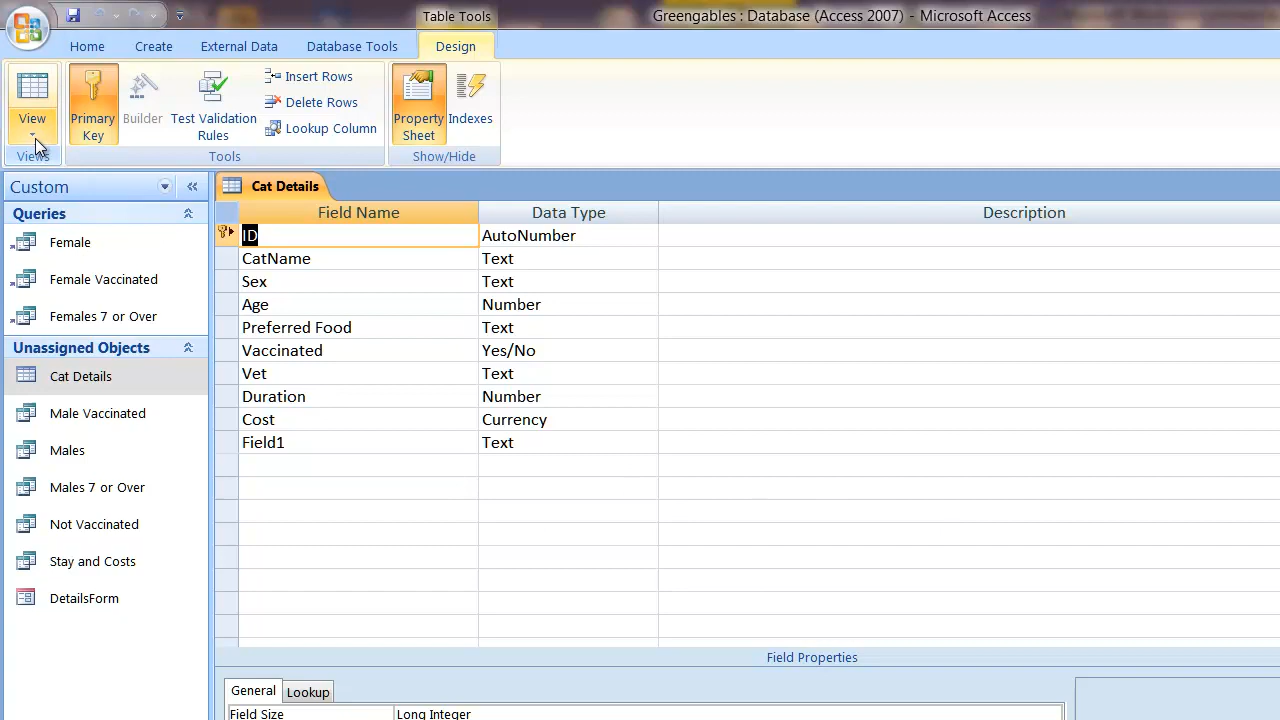 Table Tools
Greengables : Database (Access 2007) - Microsoft Access
Home
Create
External Data
Database Tools
Design
View
Primary
Key
Builder
Test Validation
Rules
Insert Rows
Delete Rows
Lookup Column
Property
Sheet
Indexes
Views
Tools
Show/Hide
Custom
Queries
Female
Female Vaccinated
Females 7 or Over
Unassigned Objects
Cat Details
Male Vaccinated
Males
Males 7 or Over
Not Vaccinated
Stay and Costs
DetailsForm
Cat Details
Field Name Data Type Description
ID AutoNumber
CatName Text
Sex Text
Age Number
Preferred Food Text
Vaccinated Yes/No
Vet Text
Duration Number
Cost Currency
Field1 Text
Field Properties
General Lookup
Field Size Long Integer